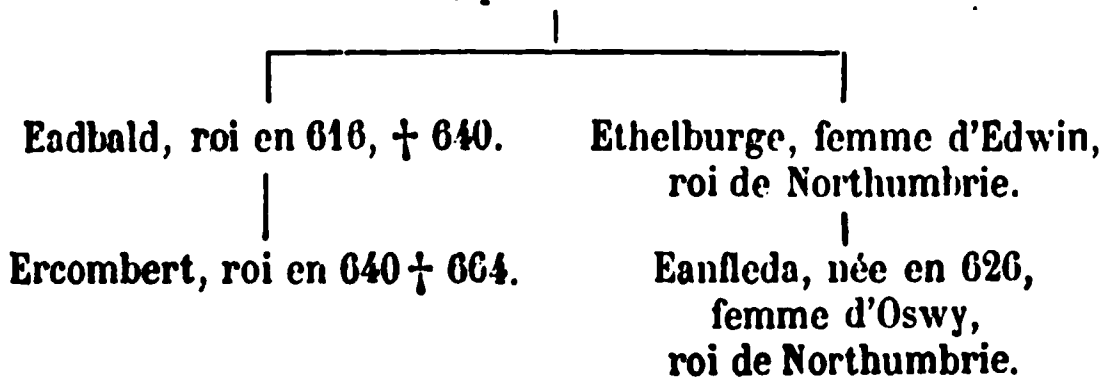 Eadbald, roi en 616, † 640.
Ethelburge, femme d'Edwin,
roi de Northumbrie.
Ercombert, roi en 640 † 664.
Eanfleda, née en 626,
femme d'Oswy,
roi de Northumbrie.